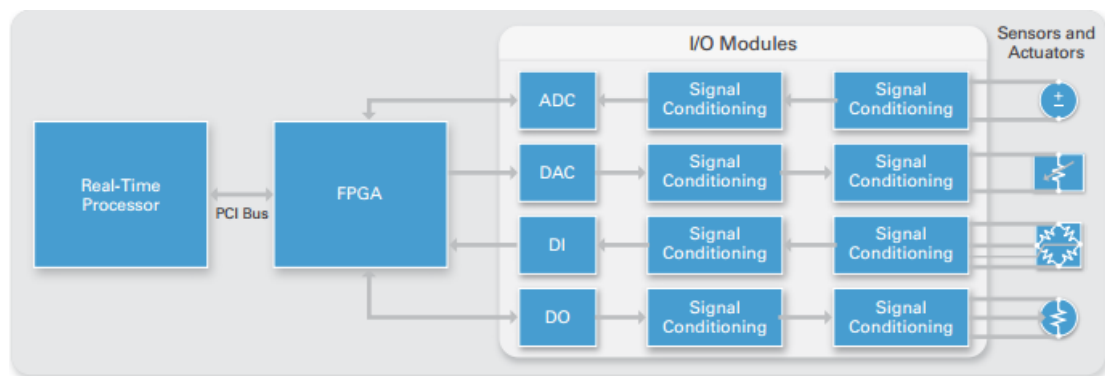 I/O Modules
Sensors and
Actuators
Real-Time
Processor
PCI Bus
FPGA
ADC
Signal
Conditioning
Signal
Conditioning
+
−
DAC
Signal
Conditioning
Signal
Conditioning
DI
Signal
Conditioning
Signal
Conditioning
DO
Signal
Conditioning
Signal
Conditioning